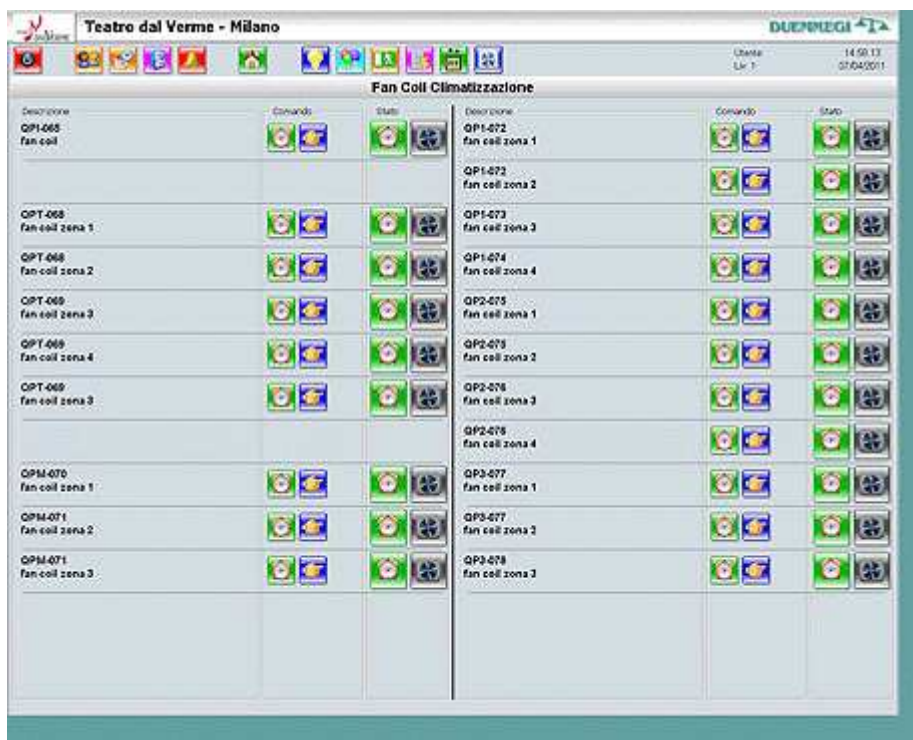 Teatro dal Verme - Milano
DUEMMEGI
Utente
Liv 1
14.58.13
07/04/2011
Fan Coil Climatizzazione
Descrizione Comando Stato
QPI-065
fan coil
QPT-068
fan coil zona 1
QPT-068
fan coil zona 2
QPT-069
fan coil zona 3
QPT-069
fan coil zona 4
QPT-069
fan coil zona 3
QPM-070
fan coil zona 1
QPM-071
fan coil zona 2
QPM-071
fan coil zona 3
Descrizione Comando Stato
QP1-072
fan coil zona 1
QP1-072
fan coil zona 2
QP1-073
fan coil zona 3
QP1-074
fan coil zona 4
QP2-075
fan coil zona 1
QP2-075
fan coil zona 2
QP2-076
fan coil zona 3
QP2-076
fan coil zona 4
QP3-077
fan coil zona 1
QP3-077
fan coil zona 2
QP3-078
fan coil zona 3